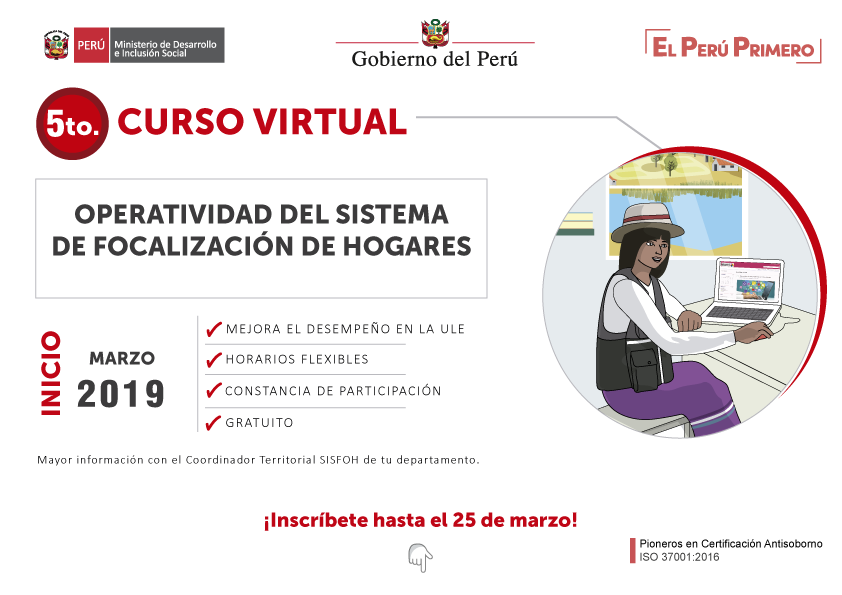 PERÚ
Ministerio de Desarrollo
e Inclusión Social
Gobierno del Perú
EL PERÚ PRIMERO
5to.
CURSO VIRTUAL
OPERATIVIDAD DEL SISTEMA
DE FOCALIZACIÓN DE HOGARES
INICIO
MARZO
2019
MEJORA EL DESEMPEÑO EN LA ULE
HORARIOS FLEXIBLES
CONSTANCIA DE PARTICIPACIÓN
GRATUITO
Mayor información con el Coordinador Territorial SISFOH de tu departamento.
¡Inscríbete hasta el 25 de marzo!
Pioneros en Certificación Antisoborno
ISO 37001:2016